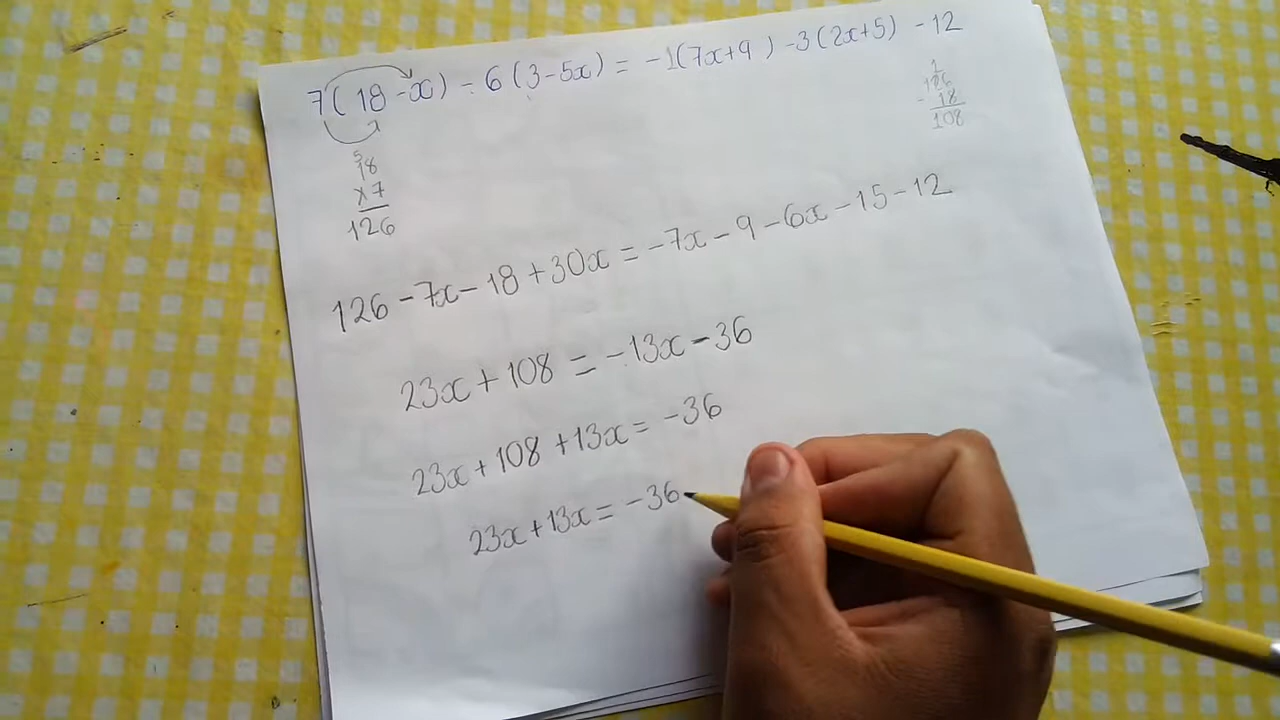 7(18-x) - 6(3-5x) = -1(7x+9) -3(2x+5) -12
1
126
- 18
108
5
18
x7
126
126 -7x -18 +30x = -7x -9 -6x -15 -12
23x + 108 = -13x - 36
23x + 108 + 13x = -36
23x + 13x = -36